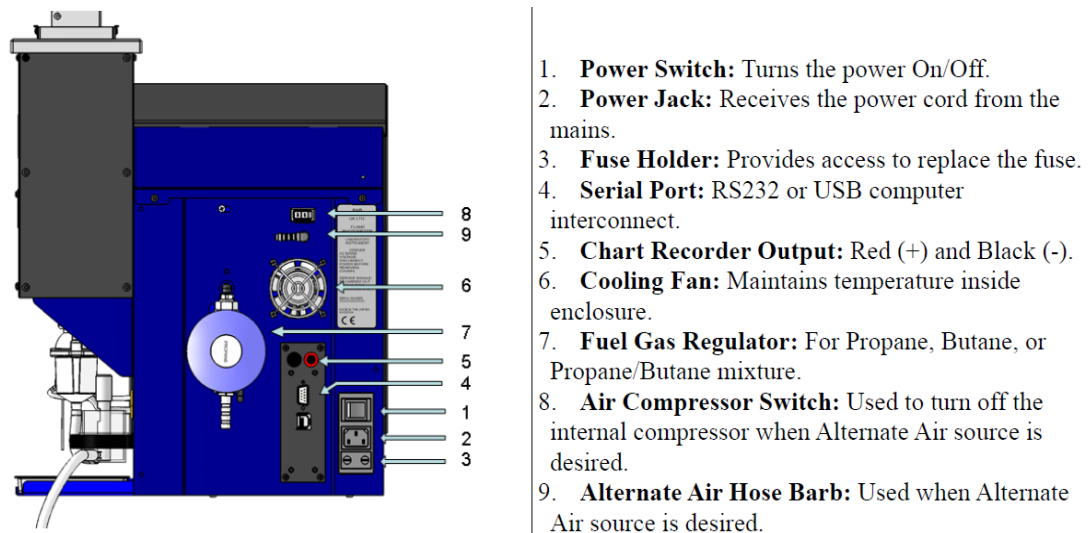 8
9
6
7
5
4
1
2
3
PROPANE
CE
1. Power Switch: Turns the power On/Off.
2. Power Jack: Receives the power cord from the
mains.
3. Fuse Holder: Provides access to replace the fuse.
4. Serial Port: RS232 or USB computer
interconnect.
5. Chart Recorder Output: Red (+) and Black (-).
6. Cooling Fan: Maintains temperature inside
enclosure.
7. Fuel Gas Regulator: For Propane, Butane, or
Propane/Butane mixture.
8. Air Compressor Switch: Used to turn off the
internal compressor when Alternate Air source is
desired.
9. Alternate Air Hose Barb: Used when Alternate
Air source is desired.